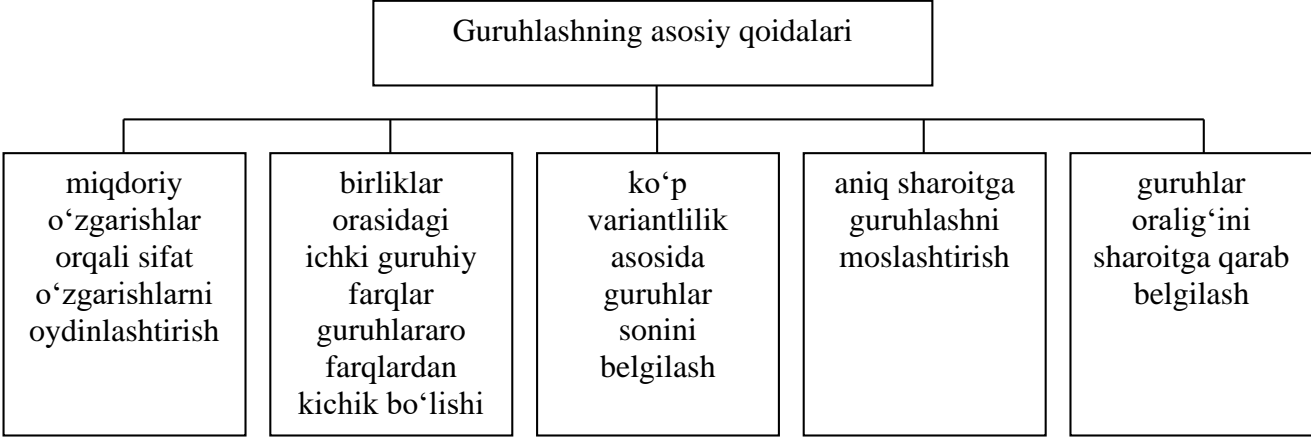 Guruhlashning asosiy qoidalari
miqdoriy
o‘zgarishlar
orqali sifat
o‘zgarishlarni
oydinlashtirish
birliklar
orasidagi
ichki guruhiy
farqlar
guruhlararo
farqlardan
kichik bo‘lishi
ko‘p
variantlilik
asosida
guruhlar
sonini
belgilash
aniq sharoitga
guruhlashni
moslashtirish
guruhlar
oralig‘ini
sharoitga qarab
belgilash